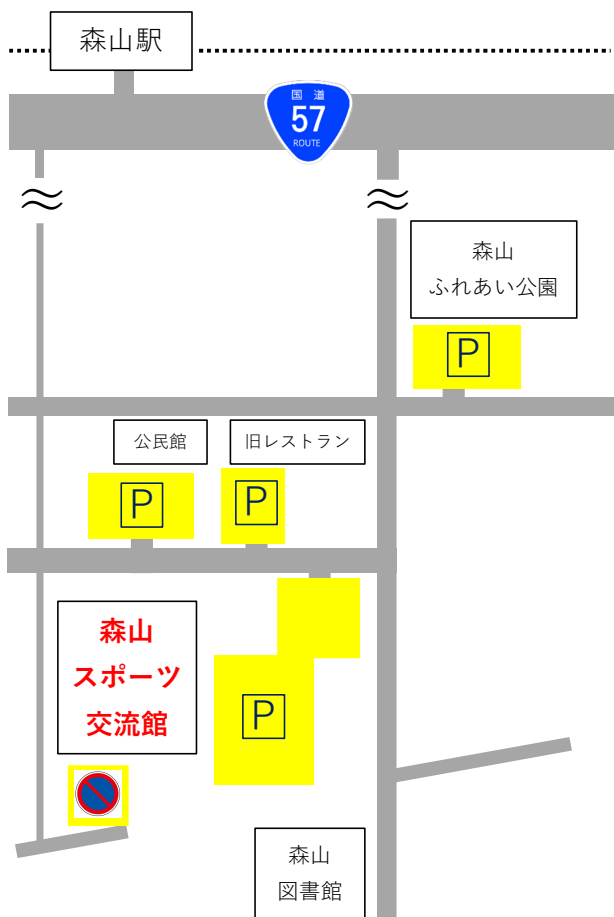 森山駅
国 道
57
ROUTE
森山
ふれあい公園
P
公民館
旧レストラン
P
P
森山
スポーツ
交流館
P
森山
図書館